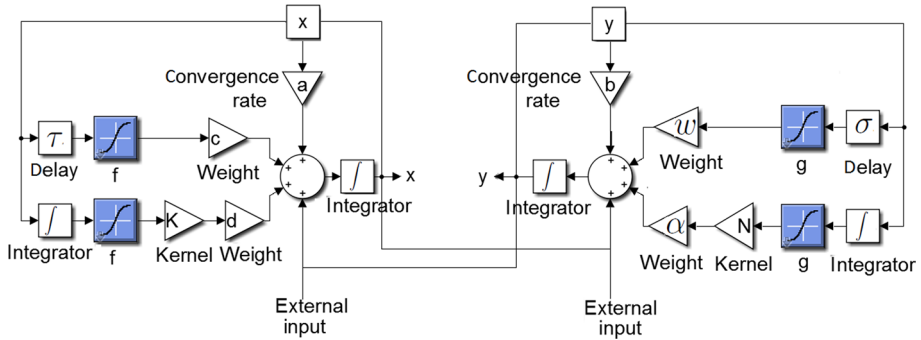 x
y
Convergence
rate
a
Convergence
rate
b
τ
Delay
f
c
Weight
+
+
+
+
∫
Integrator
x
∫
Integrator
f
K
Kernel
d
Weight
External
input
y
∫
Integrator
+
+
+
+
w
Weight
g
σ
Delay
α
Weight
N
Kernel
g
∫
Integrator
External
input